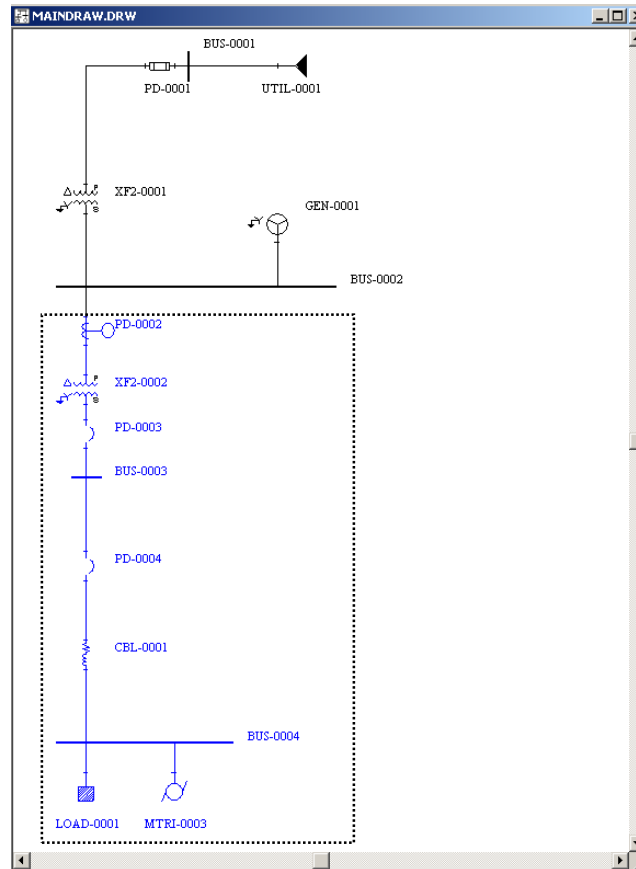 MAINDRAW.DRW
BUS-0001
PD-0001
UTIL-0001
P
XF2-0001
S
GEN-0001
BUS-0002
PD-0002
P
XF2-0002
S
PD-0003
BUS-0003
PD-0004
CBL-0001
BUS-0004
LOAD-0001
MTRI-0003